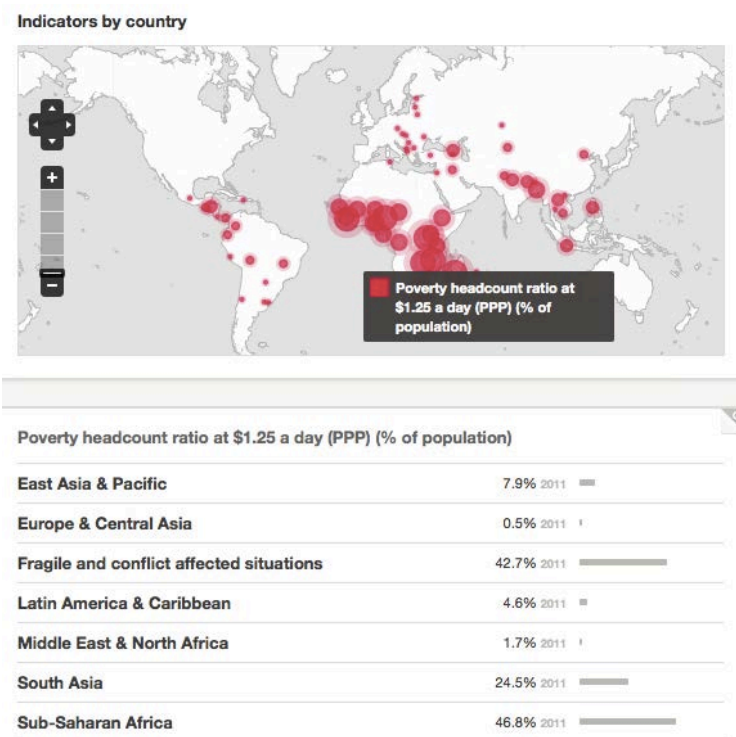 Indicators by country
+
−
Poverty headcount ratio at
$1.25 a day (PPP) (% of
population)
Poverty headcount ratio at $1.25 a day (PPP) (% of population)
East Asia & Pacific 7.9% 2011
Europe & Central Asia 0.5% 2011
Fragile and conflict affected situations 42.7% 2011
Latin America & Caribbean 4.6% 2011
Middle East & North Africa 1.7% 2011
South Asia 24.5% 2011
Sub-Saharan Africa 46.8% 2011